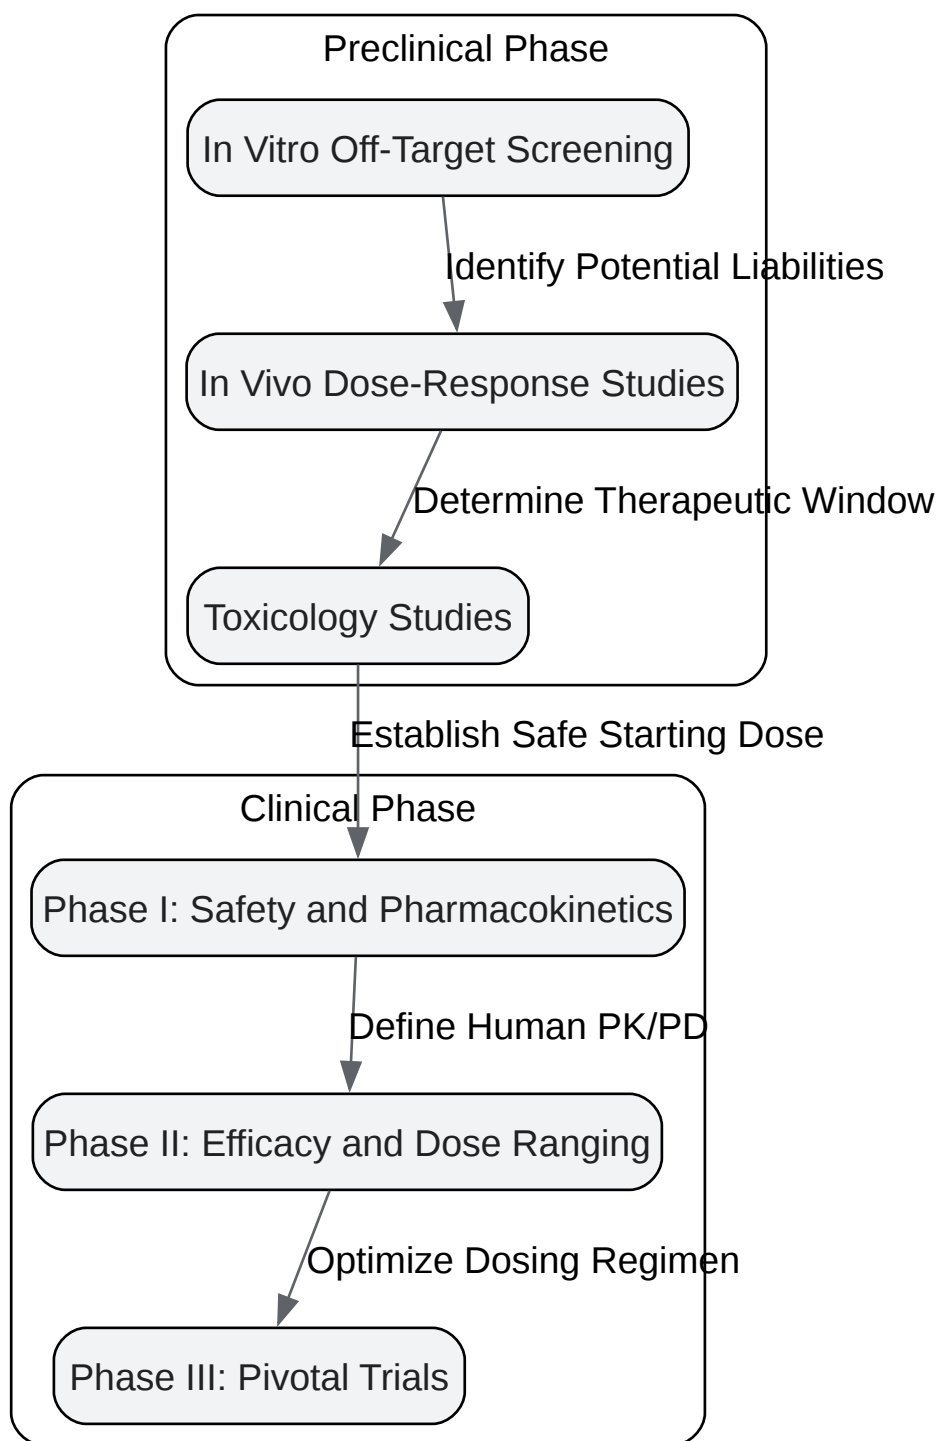 Preclinical Phase
In Vitro Off-Target Screening
Identify Potential Liabilities
In Vivo Dose-Response Studies
Determine Therapeutic Window
Toxicology Studies
Establish Safe Starting Dose
Clinical Phase
Phase I: Safety and Pharmacokinetics
Define Human PK/PD
Phase II: Efficacy and Dose Ranging
Optimize Dosing Regimen
Phase III: Pivotal Trials